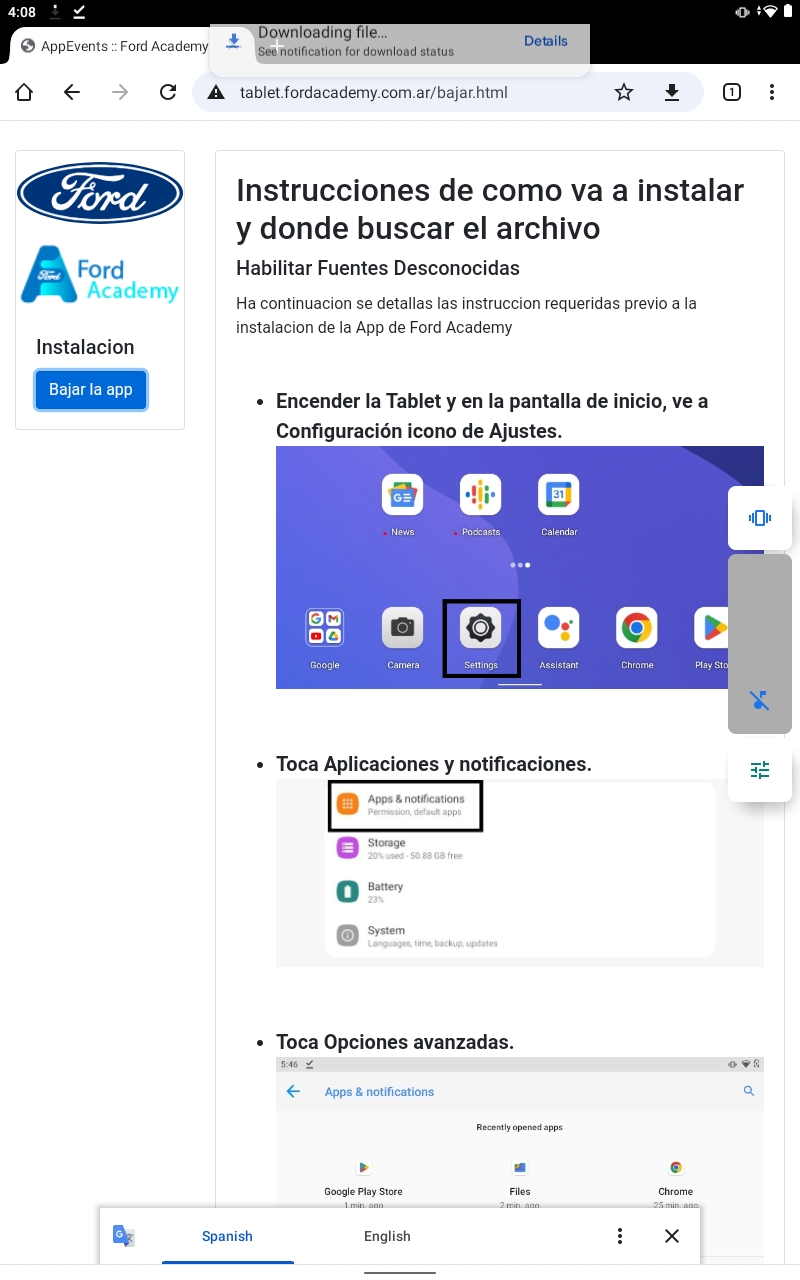 4:08
AppEvents :: Ford Academy
Downloading file...
See notification for download status
Details
tablet.fordacademy.com.ar/bajar.html
1
Ford
Ford
Ford
Academy
Instalacion
Bajar la app
Instrucciones de como va a instalar
y donde buscar el archivo
Habilitar Fuentes Desconocidas
Ha continuacion se detallas las instruccion requeridas previo a la
instalacion de la App de Ford Academy
Encender la Tablet y en la pantalla de inicio, ve a
Configuración icono de Ajustes.
GE
31
News
Podcasts
Calendar
Google
Camera
Settings
Assistant
Chrome
Play Sto
Toca Aplicaciones y notificaciones.
Apps & notifications
Permission, default apps
Storage
20% used - 50.88 GB free
Battery
23%
System
Languages, time, backup, updates
Toca Opciones avanzadas.
5:46
Apps & notifications
Recently opened apps
Google Play Store
Files
Chrome
1 min. ago
2 min. ago
25 min. ago
Spanish
English